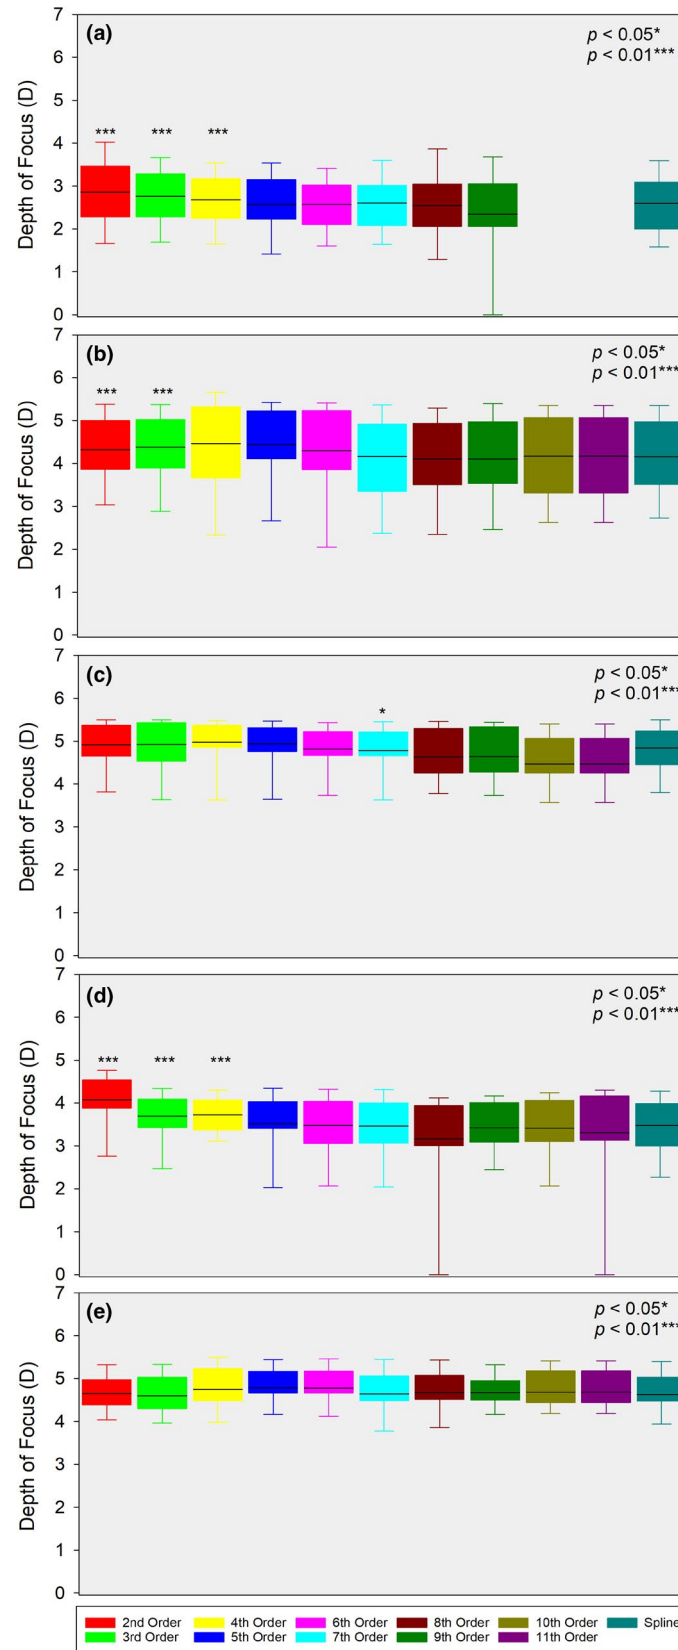 7
(a)
p < 0.05*
6
p < 0.01***
5
4
*** *** ***
3
2
1
0
Depth of Focus (D)
7
(b)
p < 0.05*
p < 0.01***
6
*** ***
5
4
3
2
1
0
Depth of Focus (D)
7
(c)
p < 0.05*
p < 0.01***
6
*
5
4
3
2
1
0
Depth of Focus (D)
7
(d)
p < 0.05*
p < 0.01***
6
5
*** *** ***
4
3
2
1
0
Depth of Focus (D)
7
(e)
p < 0.05*
p < 0.01***
6
5
4
3
2
1
0
Depth of Focus (D)
2nd Order 4th Order 6th Order 8th Order 10th Order Spline
3rd Order 5th Order 7th Order 9th Order 11th Order